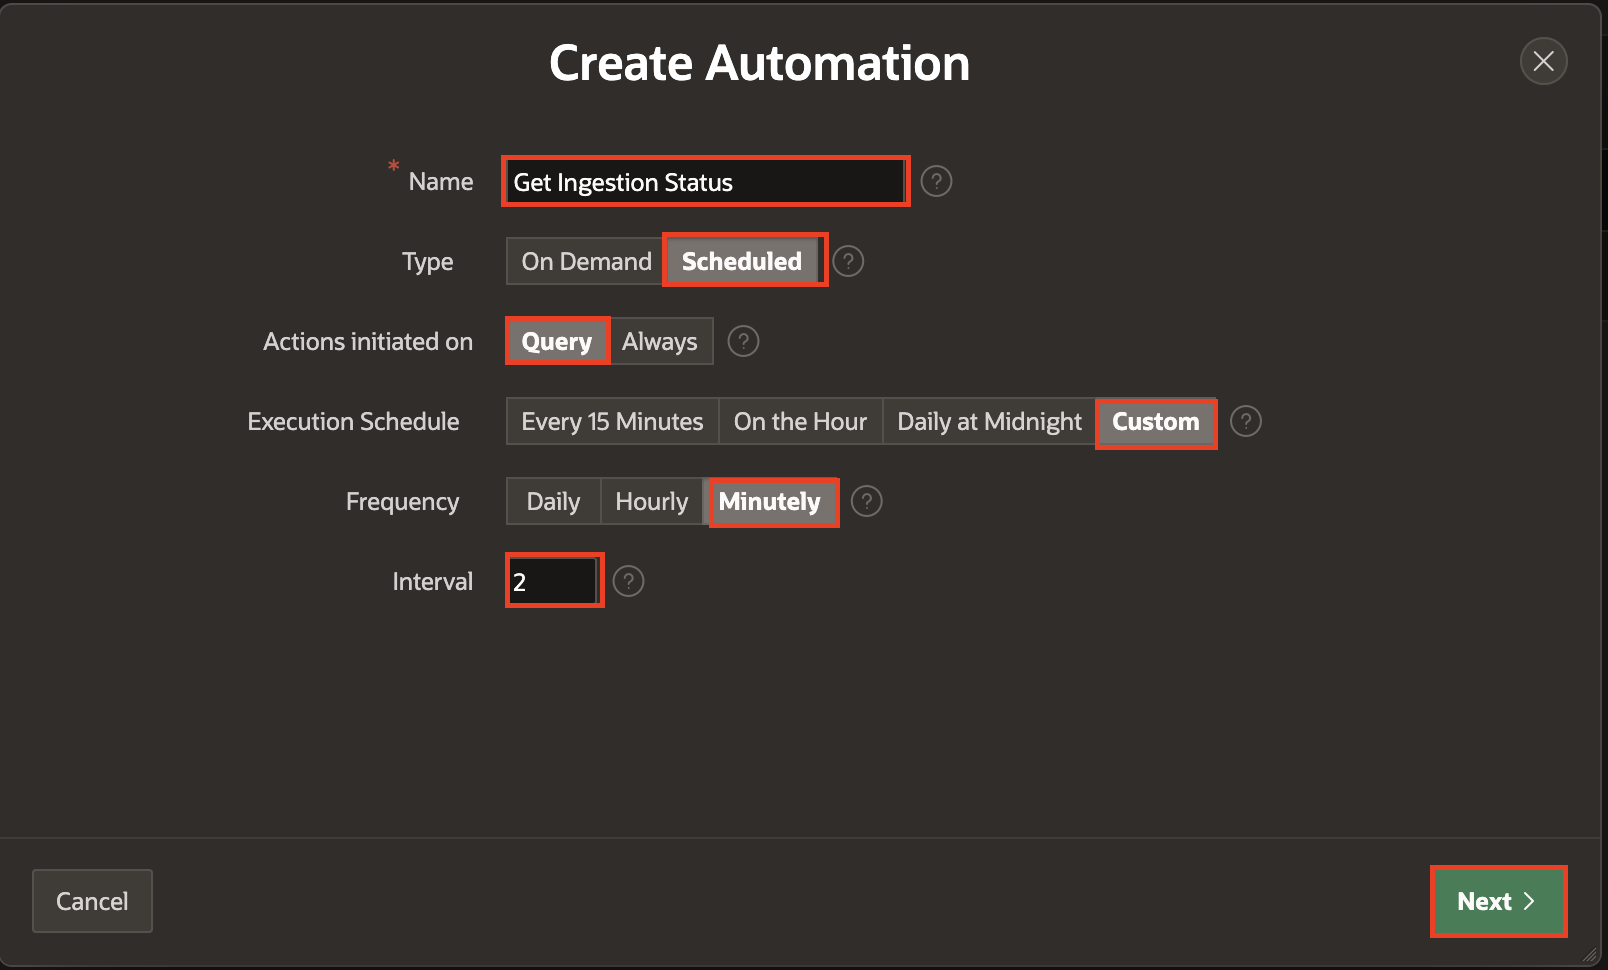 Create Automation
* Name Get Ingestion Status ?
Type On Demand Scheduled ?
Actions initiated on Query Always ?
Execution Schedule Every 15 Minutes On the Hour Daily at Midnight Custom ?
Frequency Daily Hourly Minutely ?
Interval 2 ?
Cancel Next